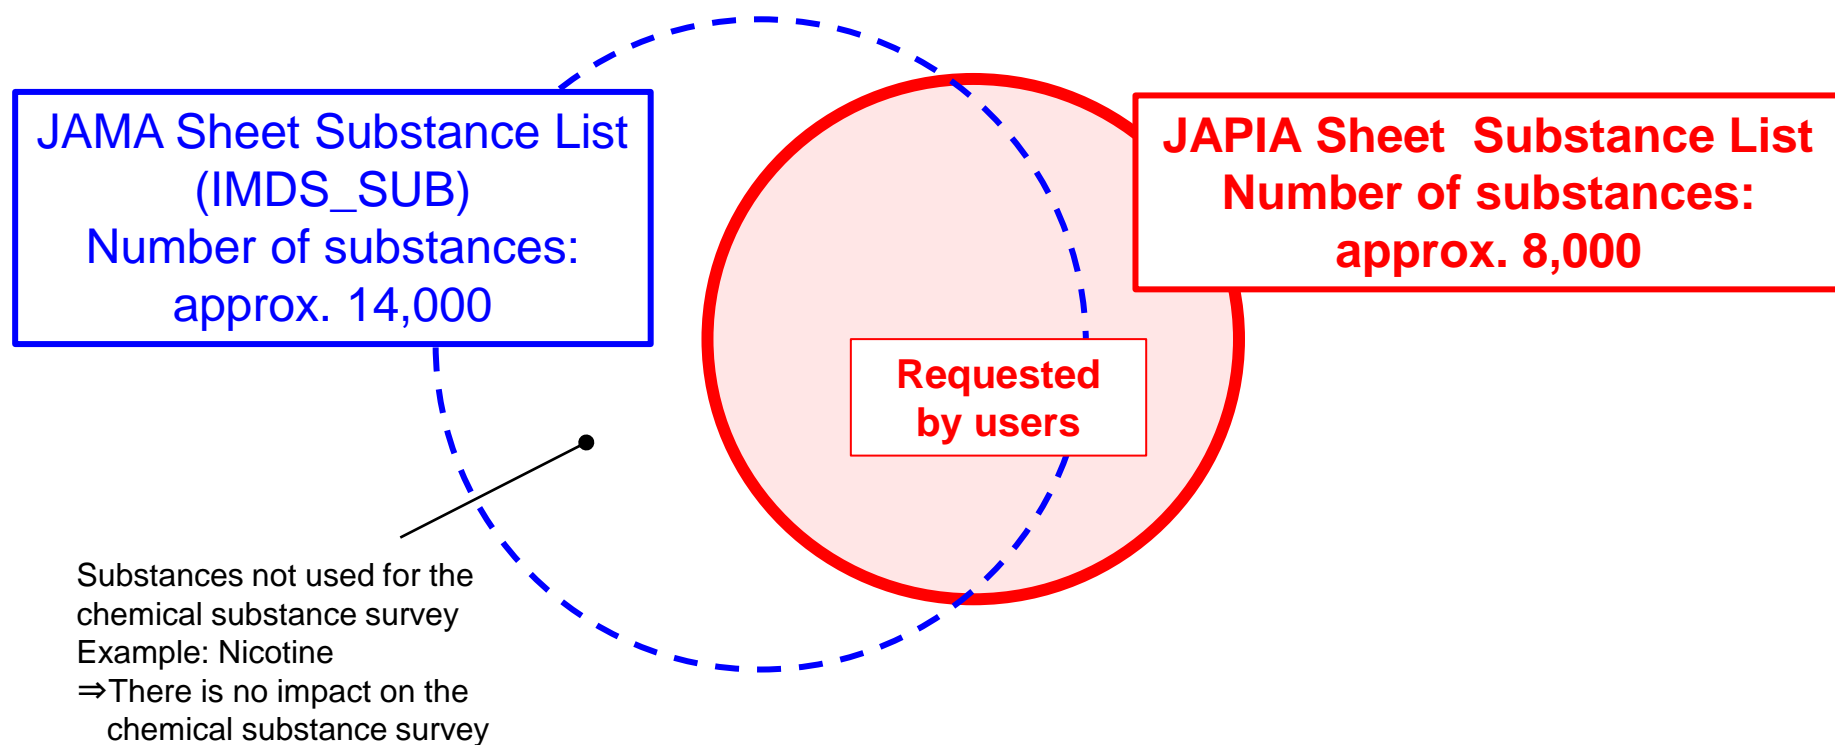 JAMA Sheet Substance List
(IMDS_SUB)
Number of substances:
approx. 14,000
JAPIA Sheet  Substance List
Number of substances:
approx. 8,000
Requested
by users
Substances not used for the
chemical substance survey
Example: Nicotine
⇒There is no impact on the
chemical substance survey